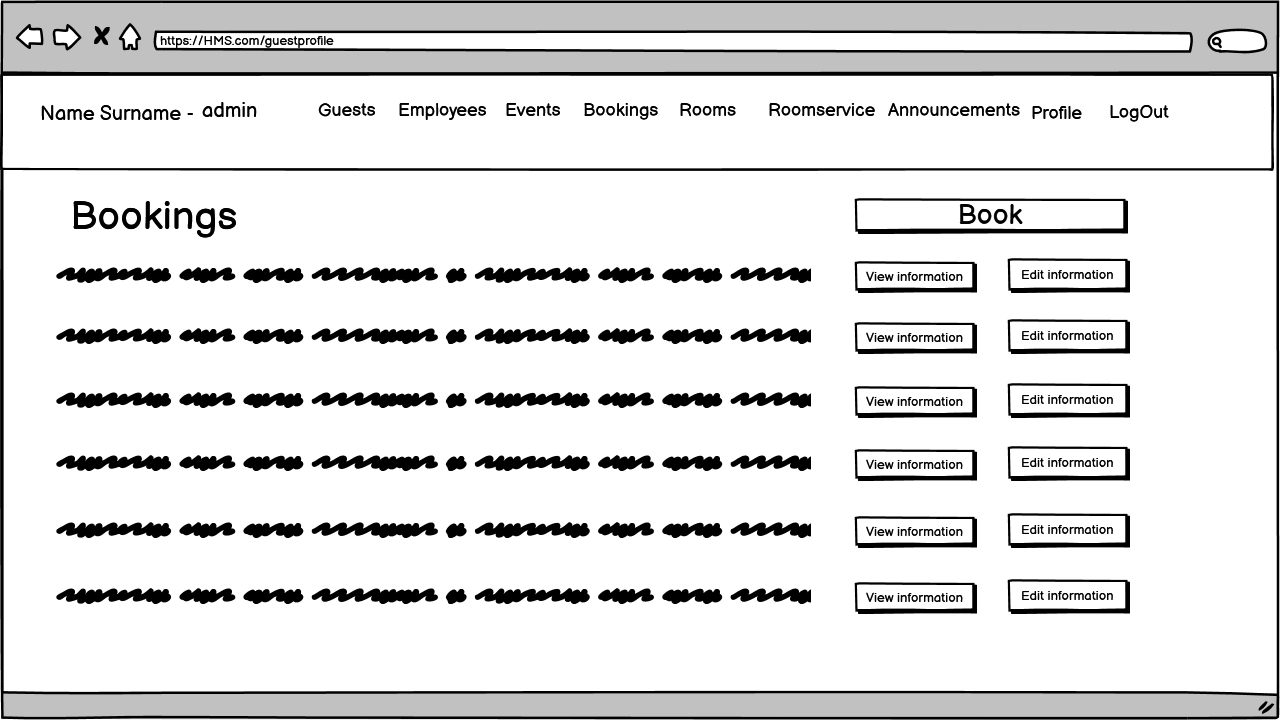 https://HMS.com/guestprofile
Name Surname - admin Guests Employees Events Bookings Rooms Roomservice Announcements Profile LogOut
Bookings Book
View information Edit information
View information Edit information
View information Edit information
View information Edit information
View information Edit information
View information Edit information